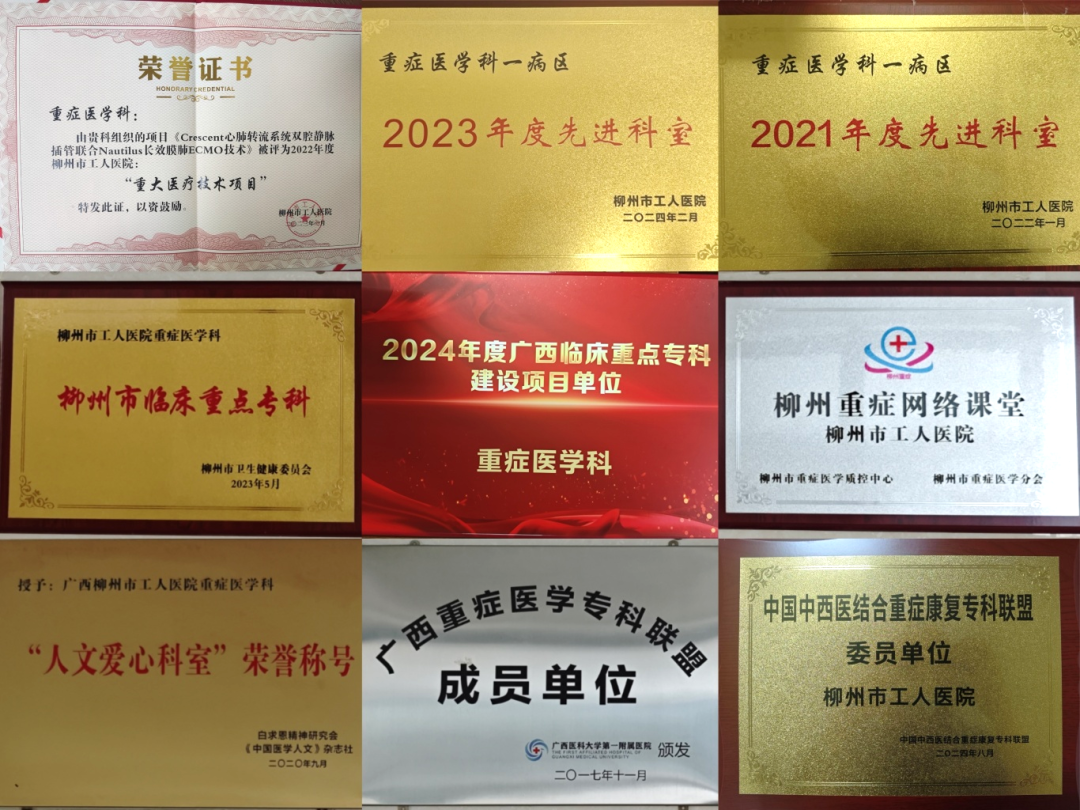 荣誉证书
HONORARY CREDENTIAL
重症医学科：
由贵科组织的项目《Crescent心肺转流系统双腔静脉
插管联合Nautilus长效膜肺ECMO技术》被评为2022年度
柳州市工人医院：
“重大医疗技术项目”
特发此证，以资鼓励。
柳州市工人医院
重症医学科一病区
2023年度先进科室
柳州市工人医院
二〇二四年二月
重症医学科一病区
2021年度先进科室
柳州市工人医院
二〇二二年一月
柳州市工人医院重症医学科
柳州市临床重点专科
柳州市卫生健康委员会
2023年5月
2024年度广西临床重点专科
建设项目单位
重症医学科
柳州重症
柳州重症网络课堂
柳州市工人医院
柳州市重症医学质控中心 柳州市重症医学分会
授予：广西柳州市工人医院重症医学科
“人文爱心科室”荣誉称号
白求恩精神研究会
《中国医学人文》杂志社
二〇二〇年九月
广西重症医学专科联盟
成员单位
广西医科大学第一附属医院 颁发
THE FIRST AFFILIATED HOSPITAL OF
GUANGXI MEDICAL UNIVERSITY
二〇一七年十一月
中国中西医结合重症康复专科联盟
委员单位
柳州市工人医院
中国中西医结合重症康复专科联盟
二〇二四年八月